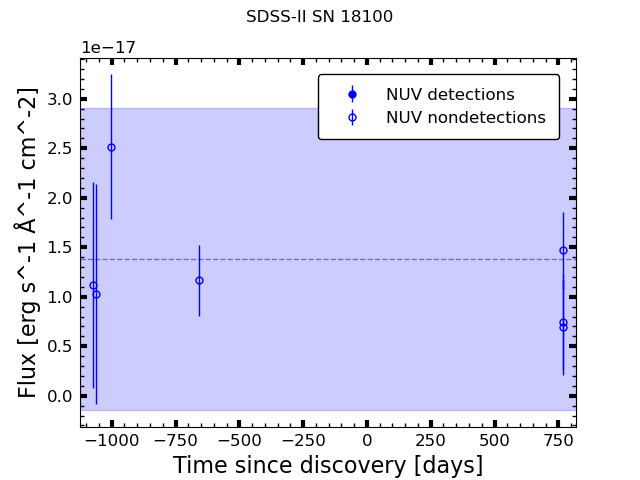 SDSS-II SN 18100
1e−17
NUV detections
NUV nondetections
3.0
2.5
2.0
1.5
1.0
0.5
0.0
Flux [erg s^-1 Å^-1 cm^-2]
−1000 −750 −500 −250 0 250 500 750
Time since discovery [days]